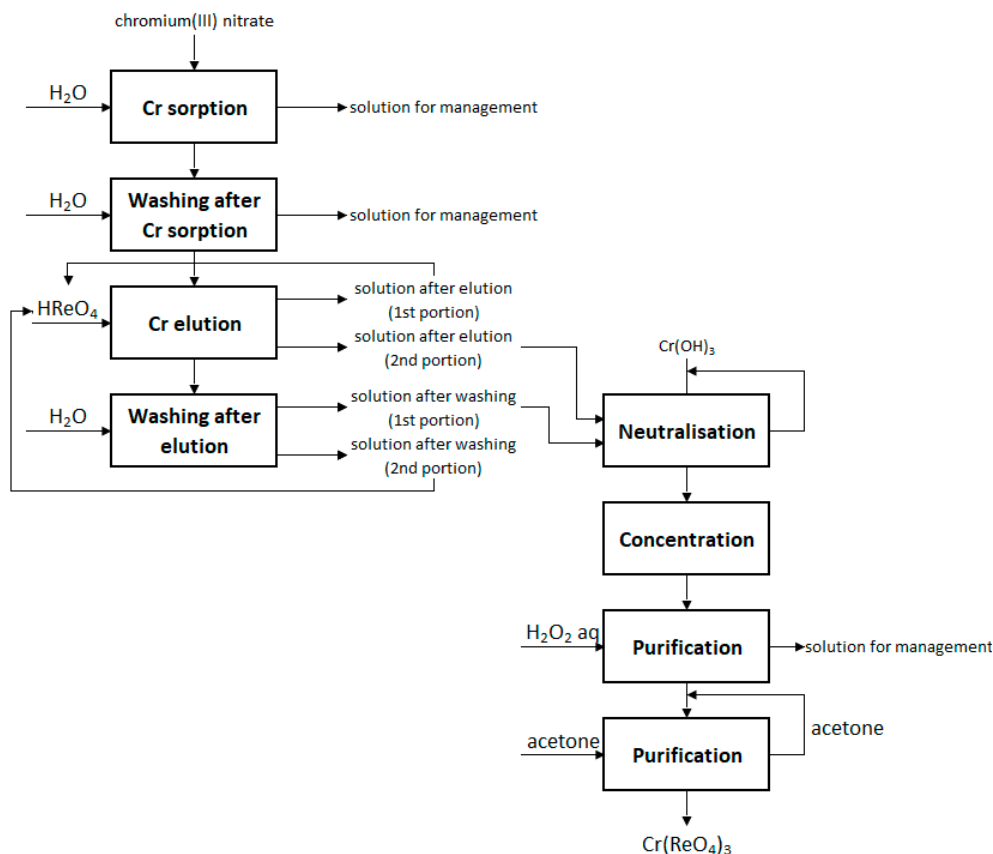 chromium(III) nitrate
H₂O
Cr sorption
solution for management
H₂O
Washing after
Cr sorption
solution for management
HReO₄
Cr elution
solution after elution
(1st portion)
solution after elution
(2nd portion)
H₂O
Washing after
elution
solution after washing
(1st portion)
solution after washing
(2nd portion)
Cr(OH)₃
Neutralisation
Concentration
H₂O₂ aq
Purification
solution for management
acetone
Purification
acetone
Cr(ReO₄)₃